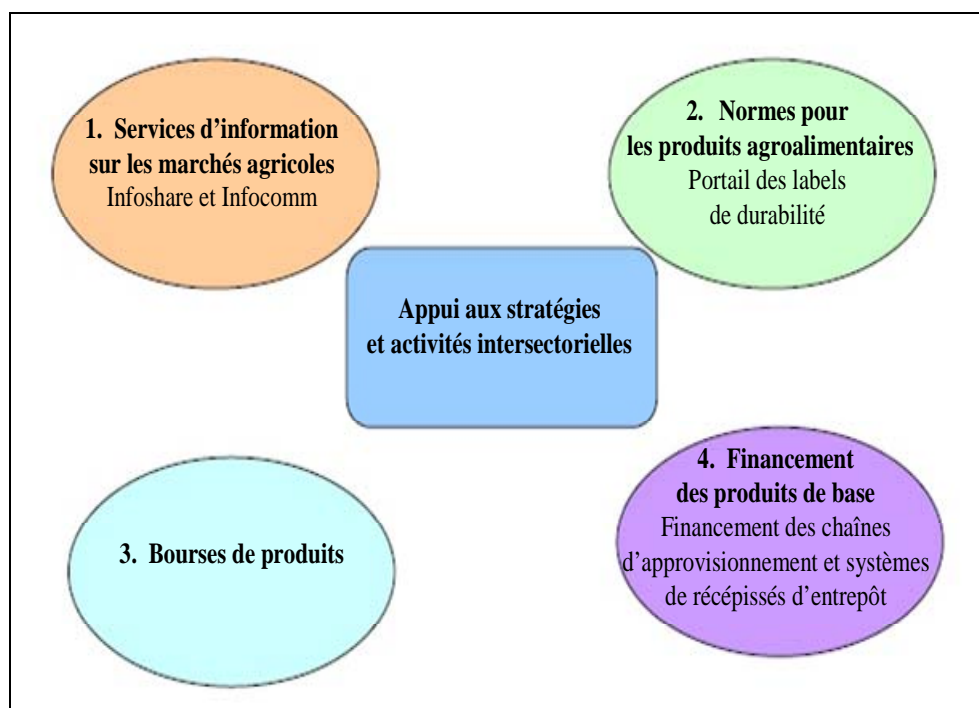 1. Services d'information
sur les marchés agricoles
Infoshare et Infocomm
2. Normes pour
les produits agroalimentaires
Portail des labels
de durabilité
Appui aux stratégies
et activités intersectorielles
3. Bourses de produits
4. Financement
des produits de base
Financement des chaînes
d'approvisionnement et systèmes
de récépissés d'entrepôt